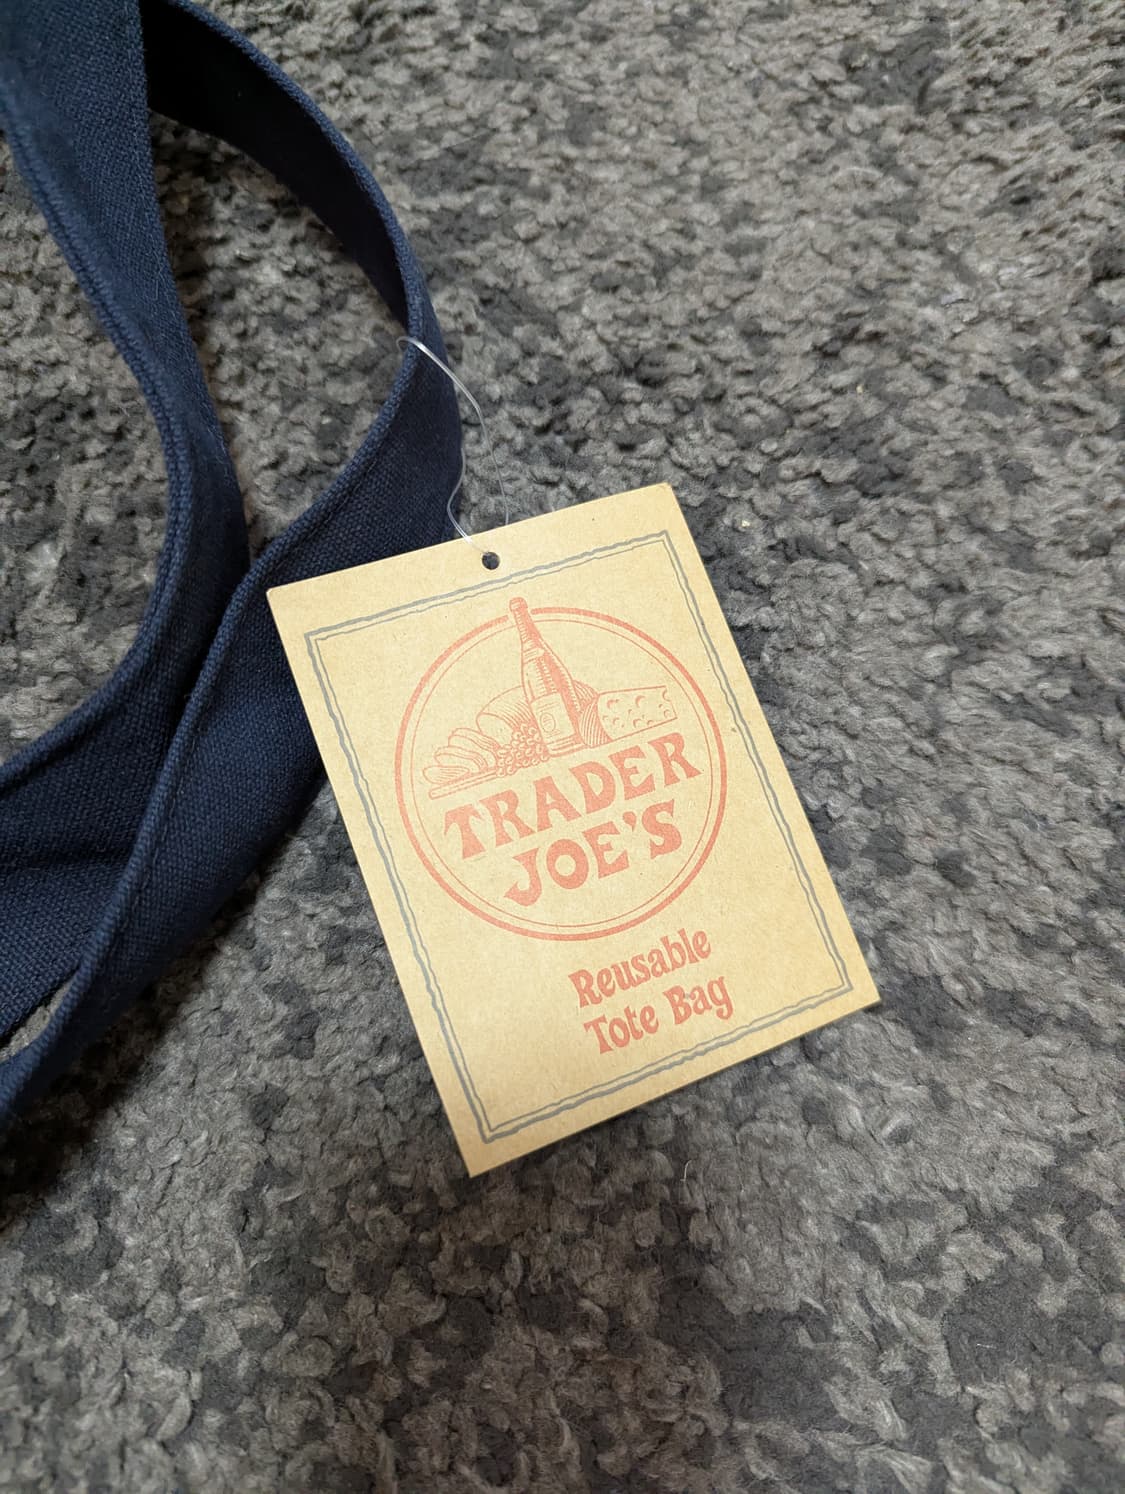 TRADER
JOE'S
Reusable
Tote Bag